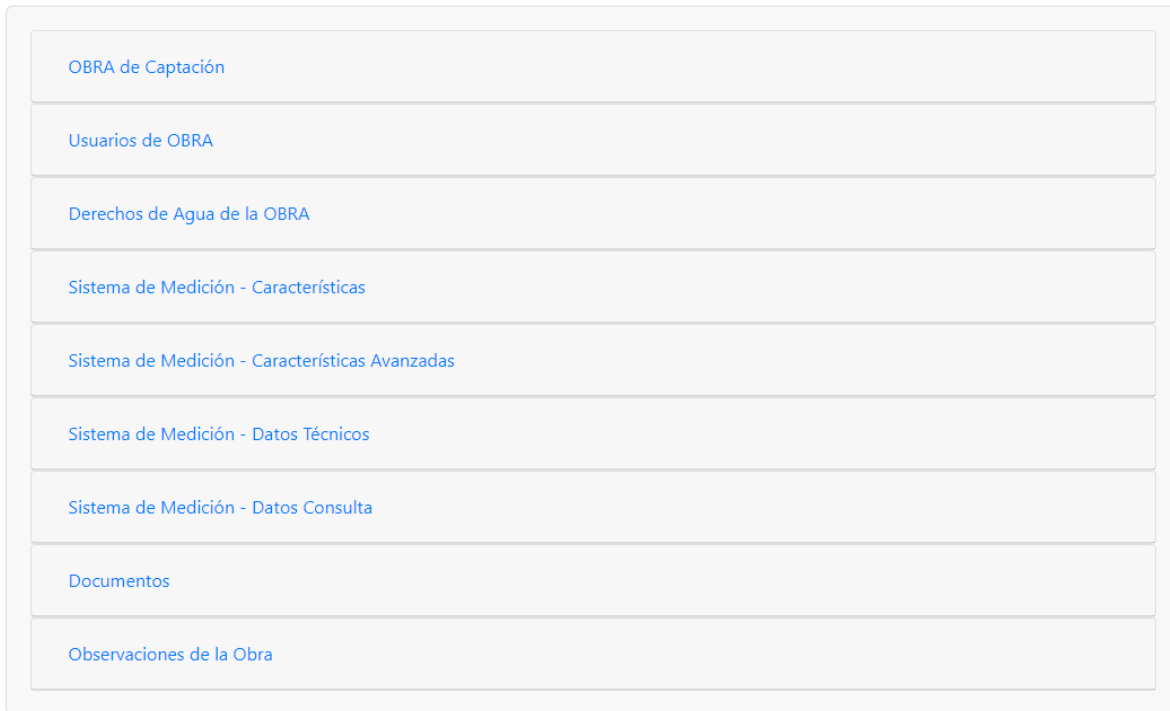 OBRA de Captación
Usuarios de OBRA
Derechos de Agua de la OBRA
Sistema de Medición - Características
Sistema de Medición - Características Avanzadas
Sistema de Medición - Datos Técnicos
Sistema de Medición - Datos Consulta
Documentos
Observaciones de la Obra